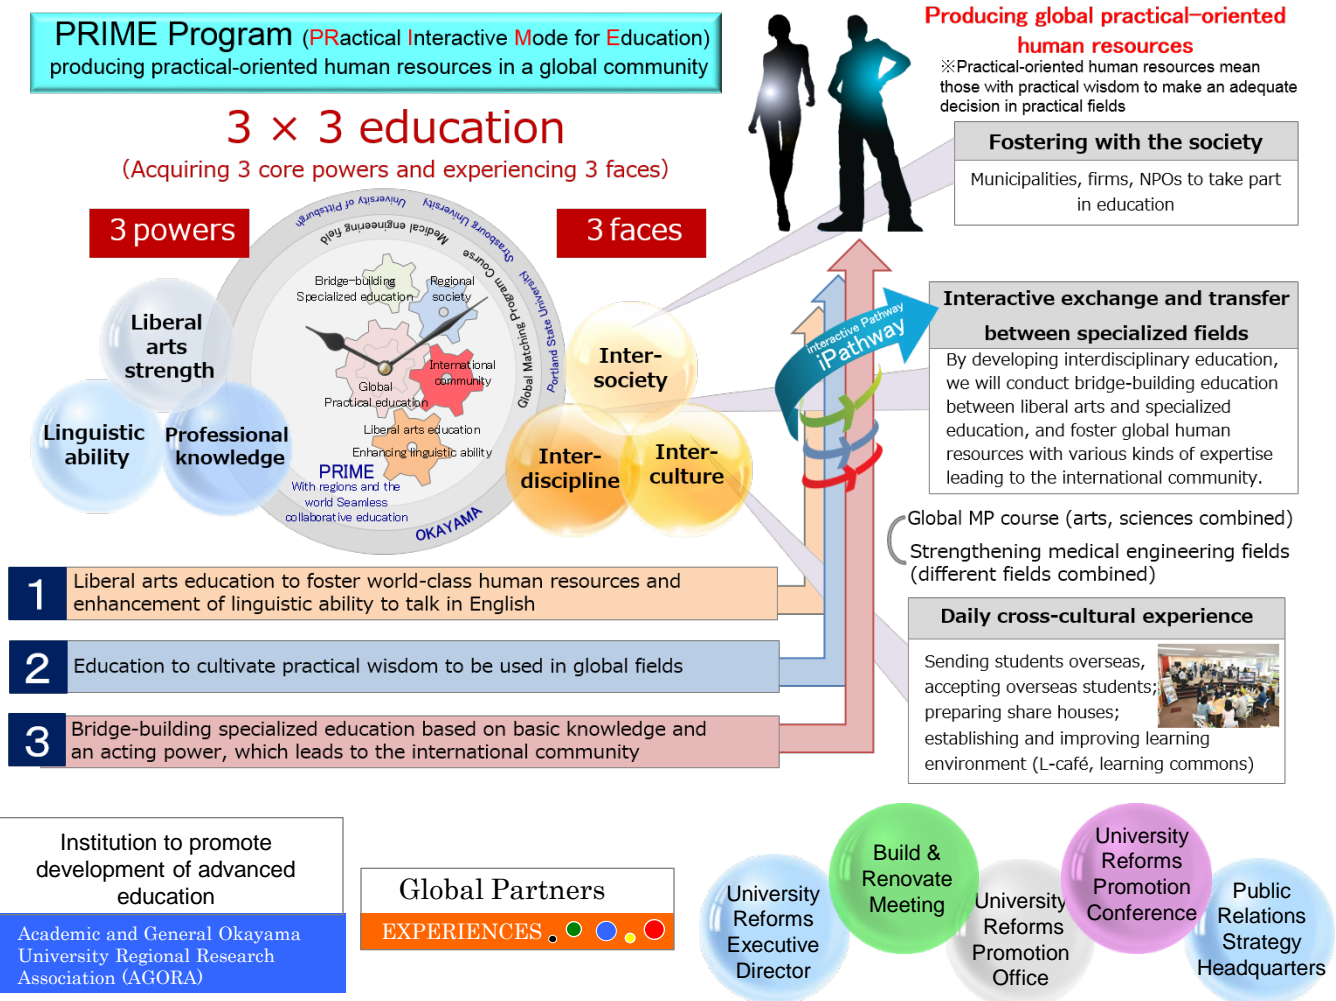 PRIME Program (PRactical Interactive Mode for Education)
producing practical-oriented human resources in a global community
Producing global practical-oriented
human resources
※Practical-oriented human resources mean
those with practical wisdom to make an adequate
decision in practical fields
3 × 3 education
(Acquiring 3 core powers and experiencing 3 faces)
3 powers
3 faces
Liberal
arts
strength
Linguistic
ability
Professional
knowledge
University of Pittsburgh
Strasbourg University
Portland State University
Medical engineering field
Global Matching Program Course
Bridge-building
Specialized education
Regional
society
International
community
Global
Practical education
Liberal arts education
Enhancing linguistic ability
PRIME
With regions and the
world Seamless
collaborative education
OKAYAMA
Inter-
society
Inter-
discipline
Inter-
culture
interactive Pathway
iPathway
Fostering with the society
Municipalities, firms, NPOs to take part
in education
Interactive exchange and transfer
between specialized fields
By developing interdisciplinary education,
we will conduct bridge-building education
between liberal arts and specialized
education, and foster global human
resources with various kinds of expertise
leading to the international community.
Global MP course (arts, sciences combined)
Strengthening medical engineering fields
(different fields combined)
Daily cross-cultural experience
Sending students overseas,
accepting overseas students;
preparing share houses;
establishing and improving learning
environment (L-café, learning commons)
1
Liberal arts education to foster world-class human resources and
enhancement of linguistic ability to talk in English
2
Education to cultivate practical wisdom to be used in global fields
3
Bridge-building specialized education based on basic knowledge and
an acting power, which leads to the international community
Institution to promote
development of advanced
education
Academic and General Okayama
University Regional Research
Association (AGORA)
Global Partners
EXPERIENCES
University
Reforms
Executive
Director
Build &
Renovate
Meeting
University
Reforms
Promotion
Office
University
Reforms
Promotion
Conference
Public
Relations
Strategy
Headquarters